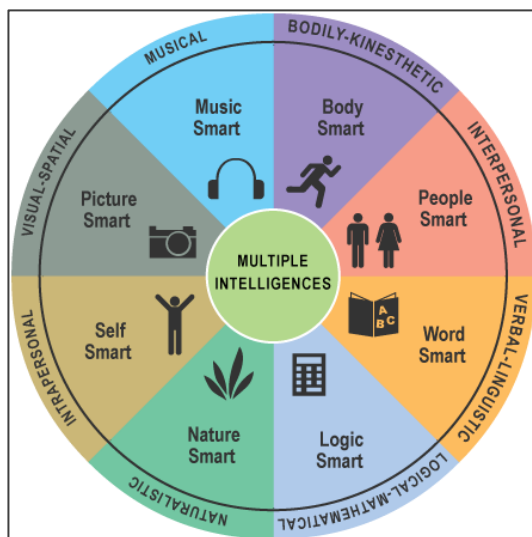 MUSICAL
BODILY-KINESTHETIC
INTERPERSONAL
VERBAL-LINGUISTIC
LOGICAL-MATHEMATICAL
NATURALISTIC
INTRAPERSONAL
VISUAL-SPATIAL
Music
Smart
Body
Smart
People
Smart
Word
Smart
Logic
Smart
Nature
Smart
Self
Smart
Picture
Smart
A
B
C
MULTIPLE
INTELLIGENCES